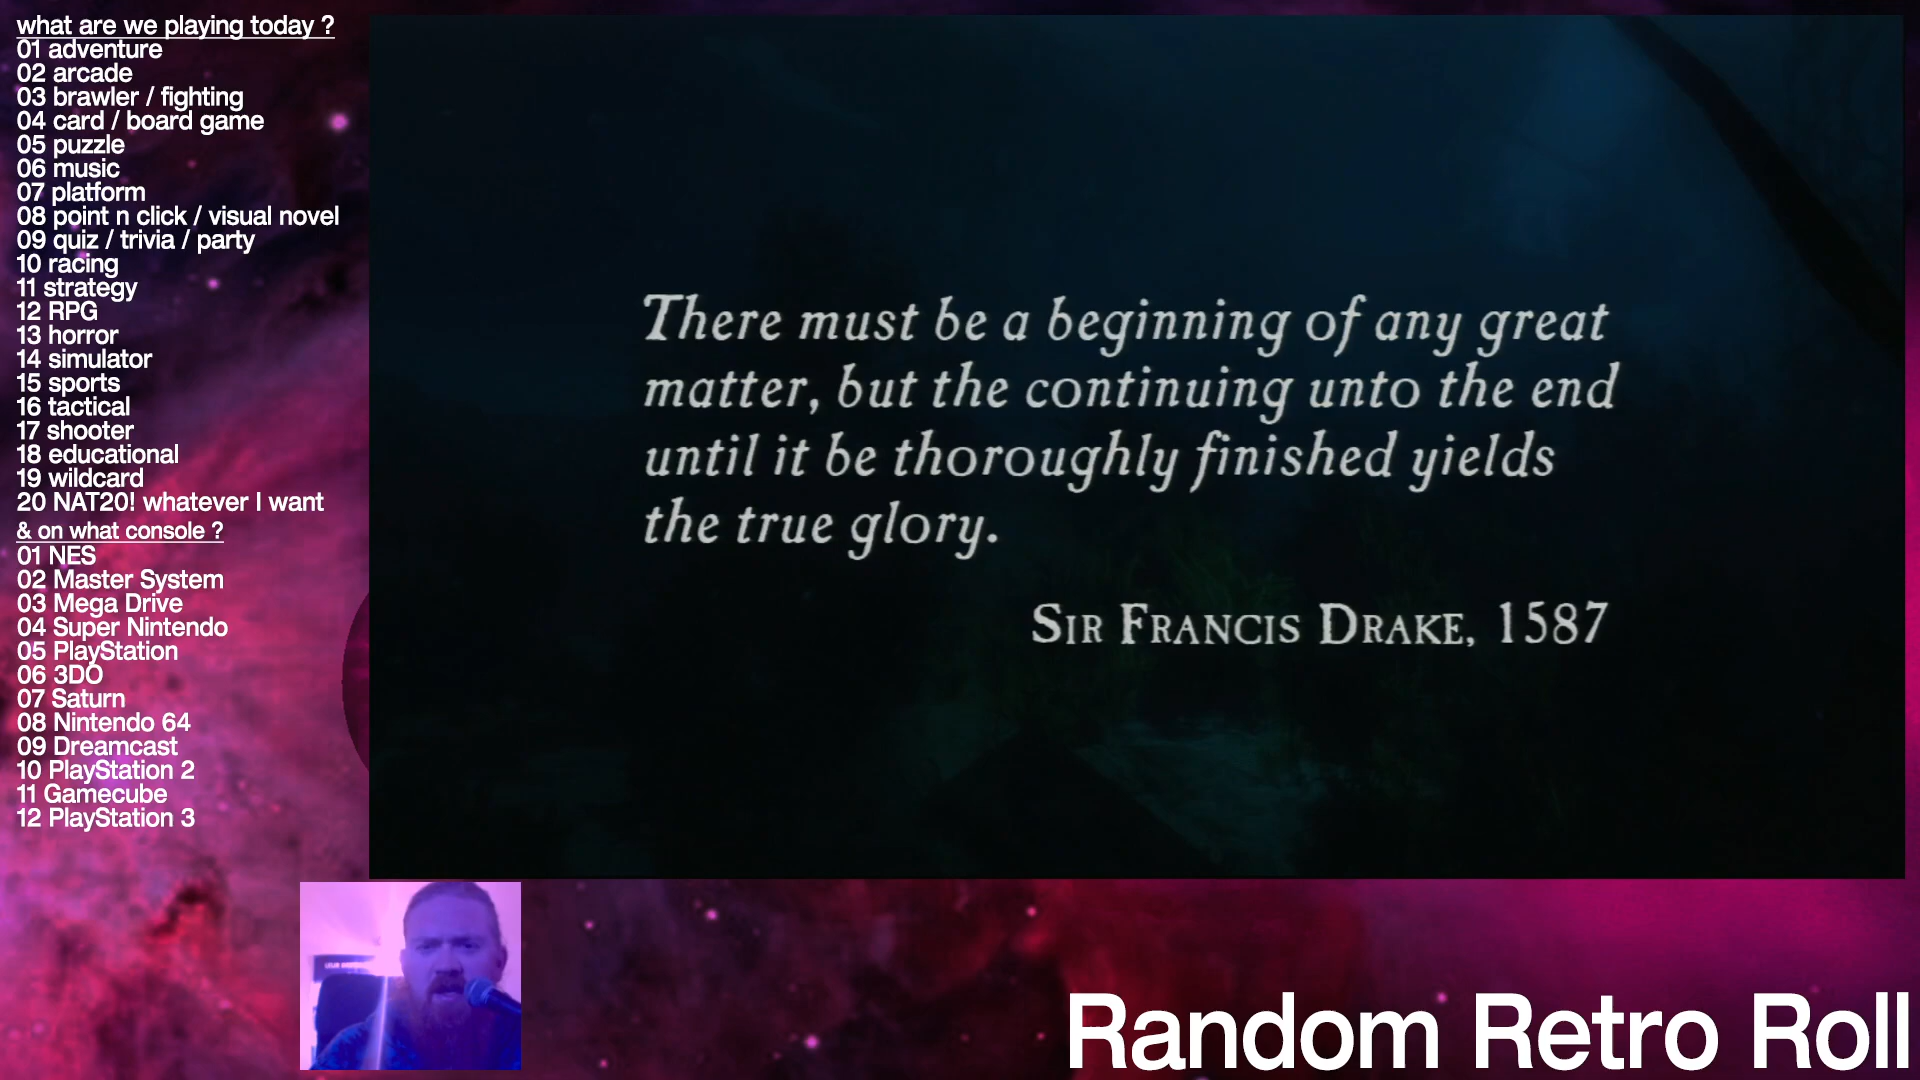 what are we playing today ?
01 adventure
02 arcade
03 brawler / fighting
04 card / board game
05 puzzle
06 music
07 platform
08 point n click / visual novel
09 quiz / trivia / party
10 racing
11 strategy
12 RPG
13 horror
14 simulator
15 sports
16 tactical
17 shooter
18 educational
19 wildcard
20 NAT20! whatever I want
& on what console ?
01 NES
02 Master System
03 Mega Drive
04 Super Nintendo
05 PlayStation
06 3DO
07 Saturn
08 Nintendo 64
09 Dreamcast
10 PlayStation 2
11 Gamecube
12 PlayStation 3
There must be a beginning of any great
matter, but the continuing unto the end
until it be thoroughly finished yields
the true glory.
SIR FRANCIS DRAKE, 1587
Random Retro Roll